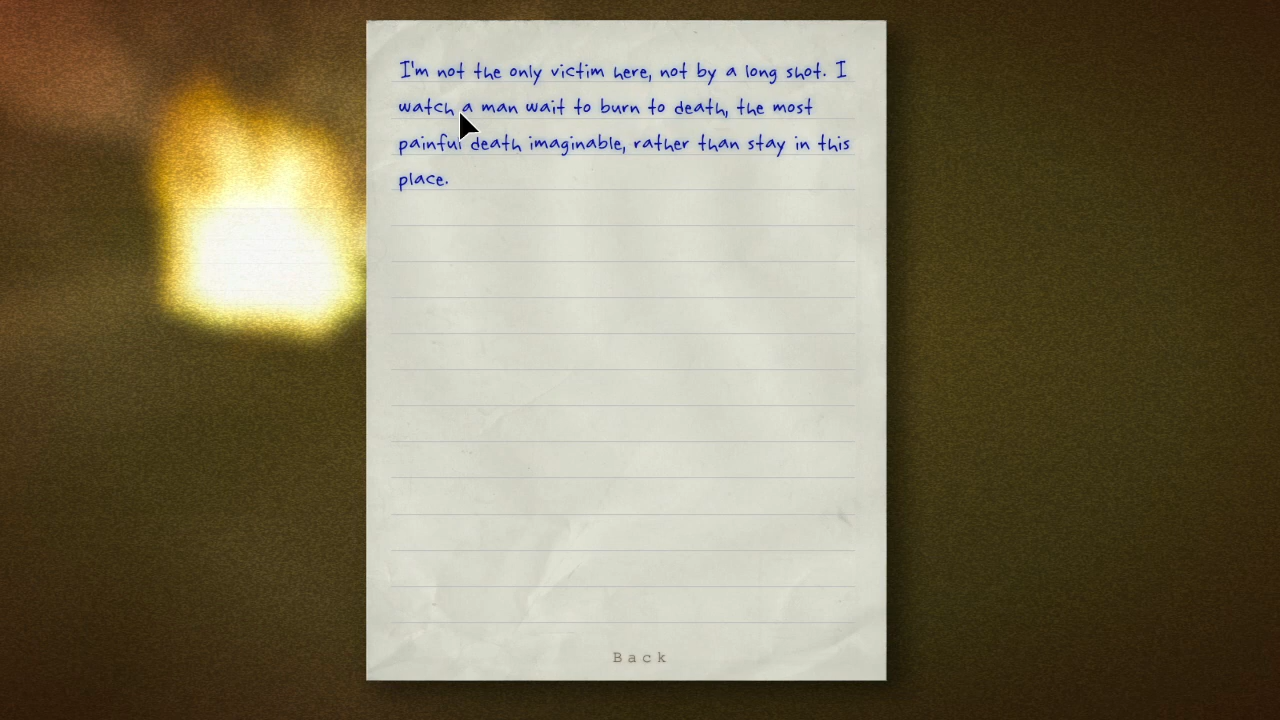 I'm not the only victim here, not by a long shot. I
watch a man wait to burn to death, the most
painful death imaginable, rather than stay in this
place.
Back